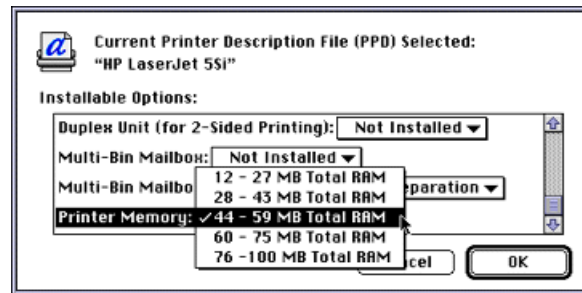 Current Printer Description File (PPD) Selected:
"HP LaserJet 5Si"
Installable Options:
Duplex Unit (for 2-Sided Printing): Not Installed
Multi-Bin Mailbox: Not Installed
12 - 27 MB Total RAM
Multi-Bin Mailbo eparation
28 - 43 MB Total RAM
Printer Memory: ✓44 - 59 MB Total RAM
60 - 75 MB Total RAM
76 -100 MB Total RAM
cel OK